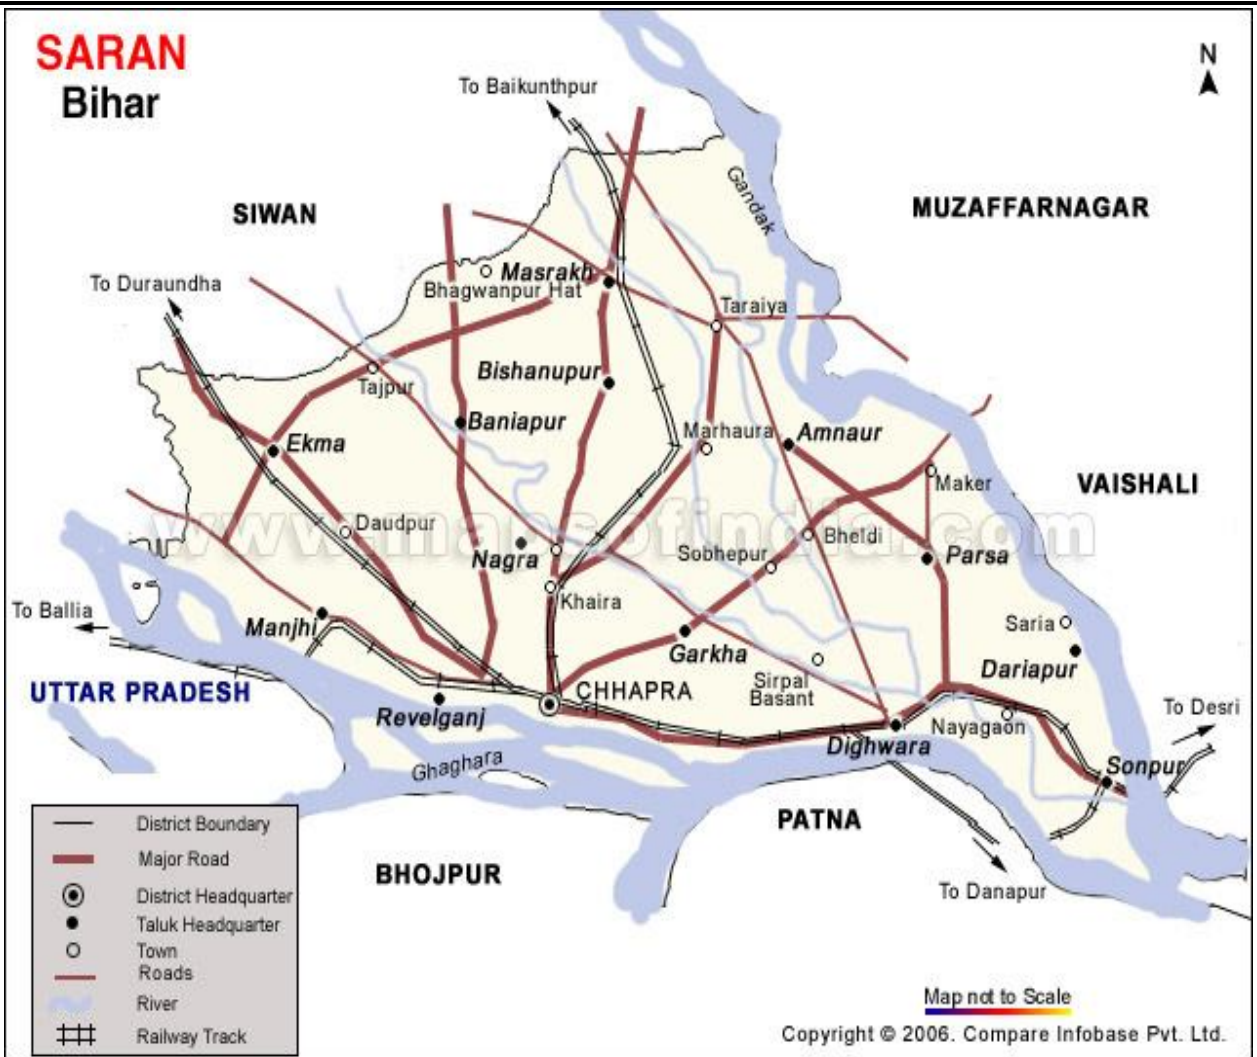 SARAN
Bihar
N
To Baikunthpur
Gandak
SIWAN
MUZAFFARNAGAR
To Duraundha
Masrakh
Bhagwanpur Hat
Taraiya
Bishanupur
Tajpur
Baniapur
Ekma
Marhaura
Amnaur
Maker
VAISHALI
www.mapsofindia.com
Daudpur
Nagra
Sobhepur
Bheldi
Parsa
Khaira
To Ballia
Manjhi
Garkha
Saria
Dariapur
UTTAR PRADESH
CHHAPRA
Sirpal
Basant
Revelganj
Nayagaon
To Desri
Dighwara
Ghaghara
Sonpur
PATNA
BHOJPUR
To Danapur
District Boundary
Major Road
District Headquarter
Taluk Headquarter
Town
Roads
River
Railway Track
Map not to Scale
Copyright © 2006. Compare Infobase Pvt. Ltd.